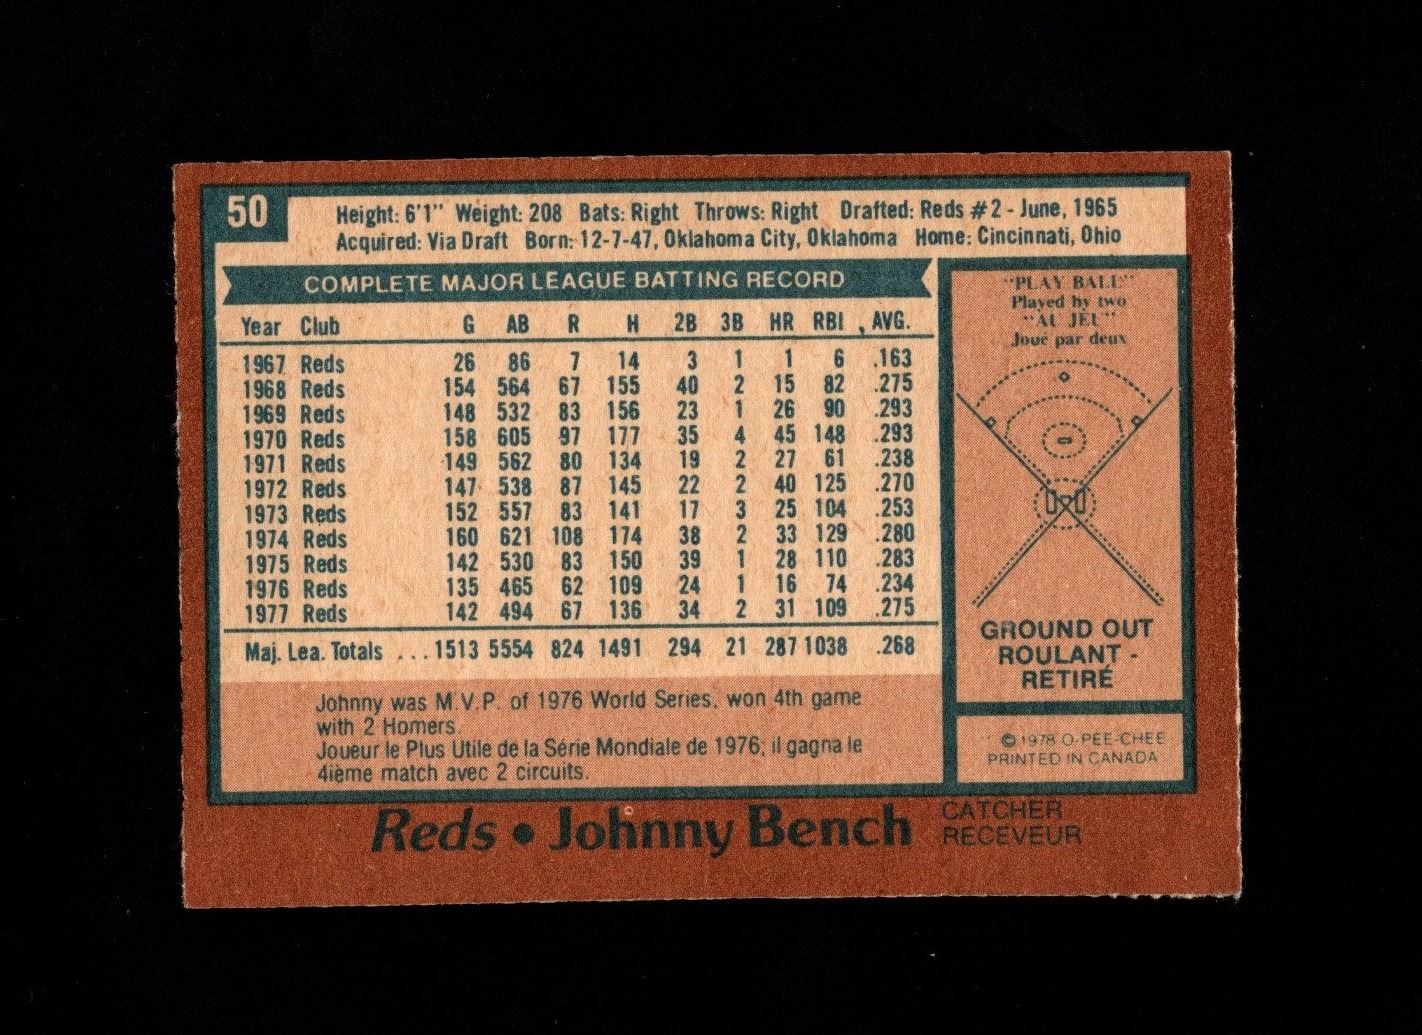 50
Height: 6'1" Weight: 208 Bats: Right Throws: Right Drafted: Reds #2 - June, 1965
Acquired: Via Draft Born: 12-7-47, Oklahoma City, Oklahoma Home: Cincinnati, Ohio
COMPLETE MAJOR LEAGUE BATTING RECORD
Year Club G AB R H 2B 3B HR RBI AVG.
1967 Reds 26 86 7 14 3 1 1 6 .163
1968 Reds 154 564 67 155 40 2 15 82 .275
1969 Reds 148 532 83 156 23 1 26 90 .293
1970 Reds 158 605 97 177 35 4 45 148 .293
1971 Reds 149 562 80 134 19 2 27 61 .238
1972 Reds 147 538 87 145 22 2 40 125 .270
1973 Reds 152 557 83 141 17 3 25 104 .253
1974 Reds 160 621 108 174 38 2 33 129 .280
1975 Reds 142 530 83 150 39 1 28 110 .283
1976 Reds 135 465 62 109 24 1 16 74 .234
1977 Reds 142 494 67 136 34 2 31 109 .275
Maj. Lea. Totals ... 1513 5554 824 1491 294 21 287 1038 .268
Johnny was M.V.P. of 1976 World Series, won 4th game
with 2 Homers.
Joueur le Plus Utile de la Série Mondiale de 1976; il gagna le
4ième match avec 2 circuits.
"PLAY BALL"
Played by two
"AU JEU"
Joué par deux
GROUND OUT
ROULANT -
RETIRÉ
© 1978 O-PEE-CHEE
PRINTED IN CANADA
Reds • Johnny Bench
CATCHER
RECEVEUR